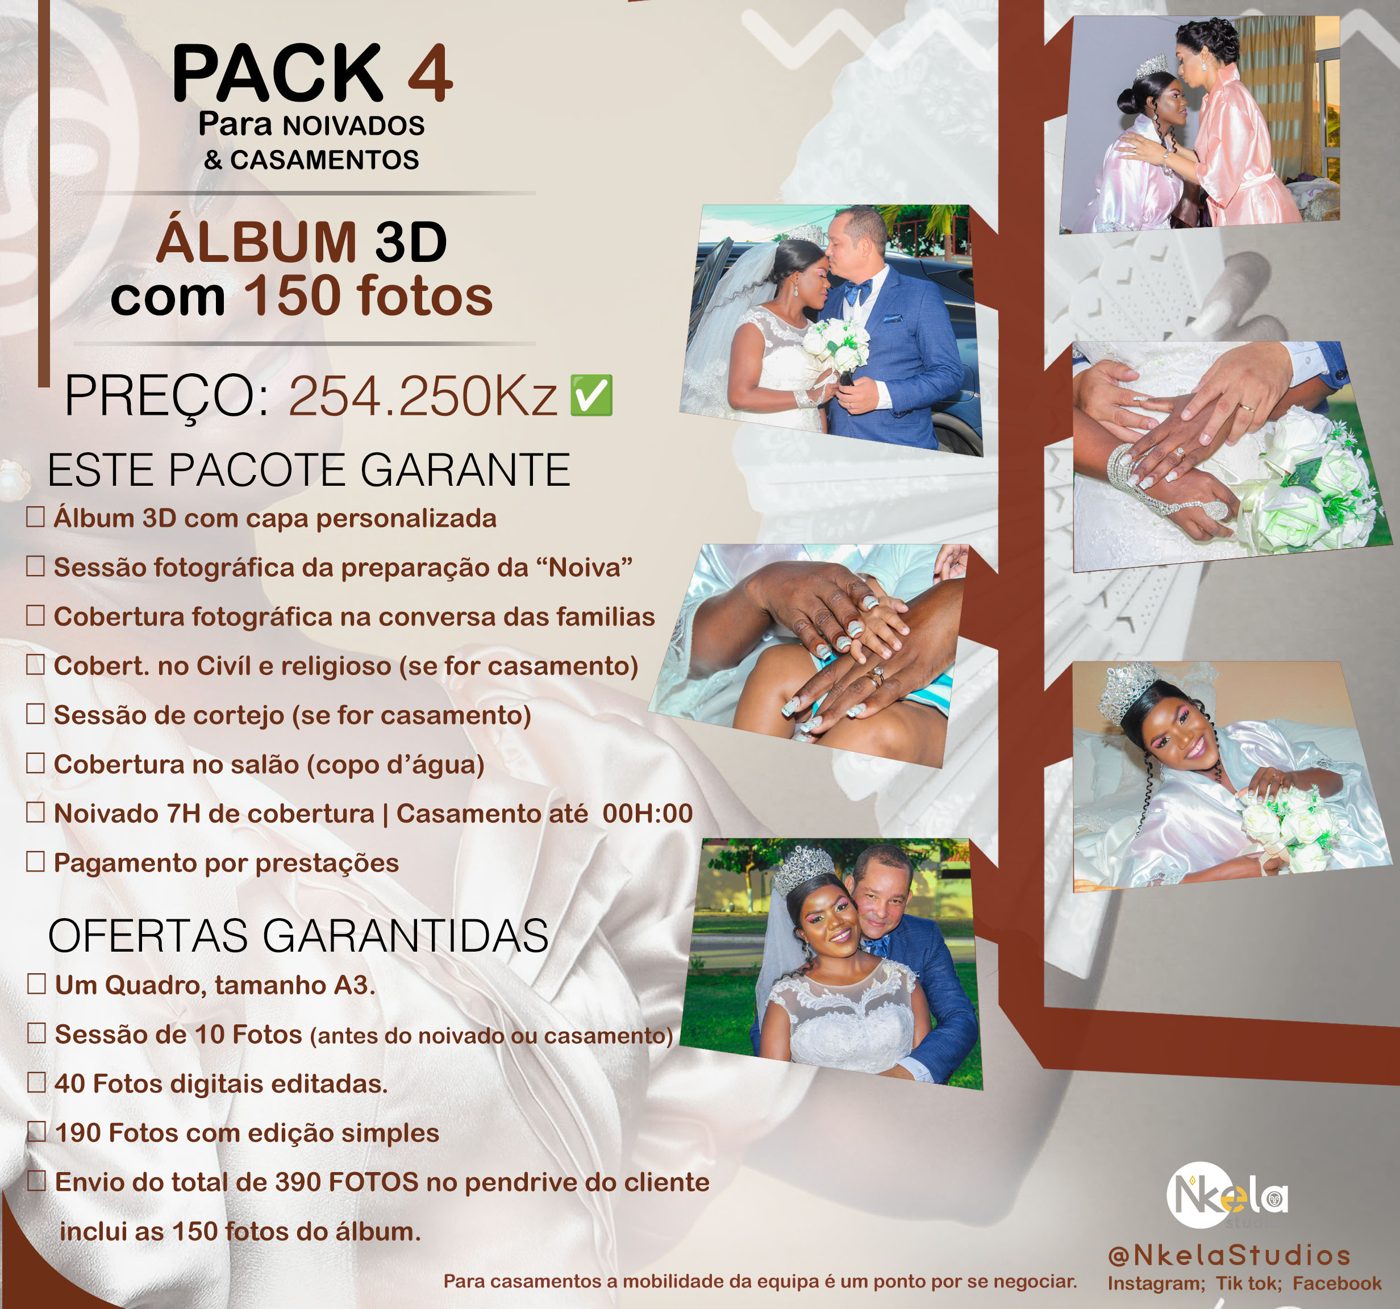 PACK 4
Para NOIVADOS
& CASAMENTOS
ÁLBUM 3D
com 150 fotos
PREÇO: 254.250Kz ✅
ESTE PACOTE GARANTE
□ Álbum 3D com capa personalizada
□ Sessão fotográfica da preparação da “Noiva”
□ Cobertura fotográfica na conversa das familias
□ Cobert. no Civíl e religioso (se for casamento)
□ Sessão de cortejo (se for casamento)
□ Cobertura no salão (copo d’água)
□ Noivado 7H de cobertura | Casamento até 00H:00
□ Pagamento por prestações
OFERTAS GARANTIDAS
□ Um Quadro, tamanho A3.
□ Sessão de 10 Fotos (antes do noivado ou casamento)
□ 40 Fotos digitais editadas.
□ 190 Fotos com edição simples
□ Envio do total de 390 FOTOS no pendrive do cliente
inclui as 150 fotos do álbum.
Nkela
studio
@NkelaStudios
Instagram; Tik tok; Facebook
Para casamentos a mobilidade da equipa é um ponto por se negociar.